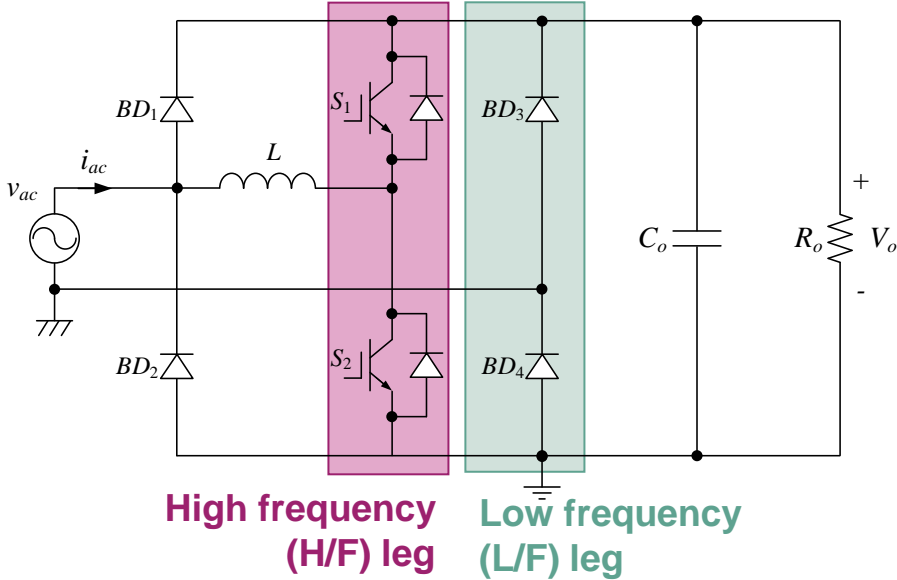 BD1
S1
BD3
L
iac
vac
+
Co
Ro
Vo
-
BD2
S2
BD4
High frequency
(H/F) leg
Low frequency
(L/F) leg